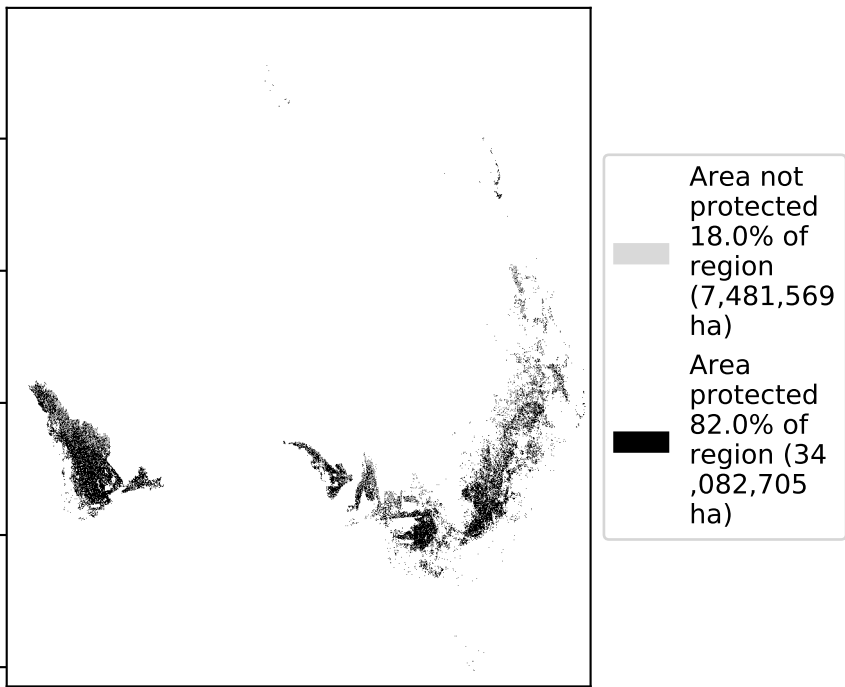 Area not
protected
18.0% of
region
(7,481,569
ha)
Area
protected
82.0% of
region (34
,082,705
ha)